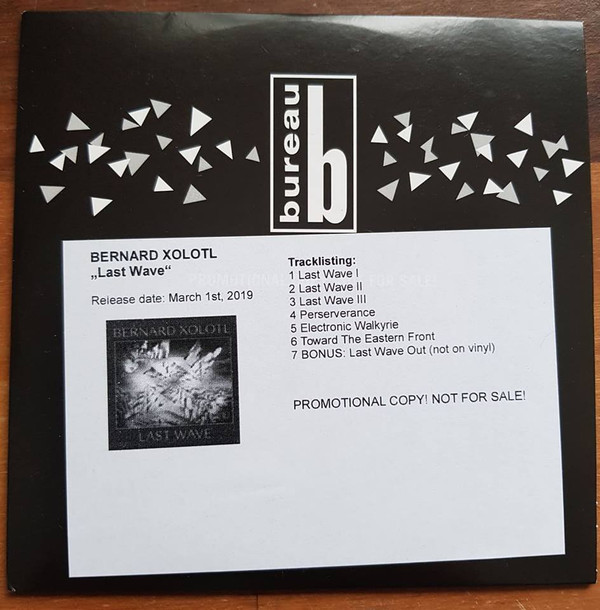 bureau b
BERNARD XOLOTL
„Last Wave“
Release date: March 1st, 2019
BERNARD XOLOTL
LAST WAVE
Tracklisting:
1 Last Wave I
2 Last Wave II
3 Last Wave III
4 Perserverance
5 Electronic Walkyrie
6 Toward The Eastern Front
7 BONUS: Last Wave Out (not on vinyl)
PROMOTIONAL COPY! NOT FOR SALE!